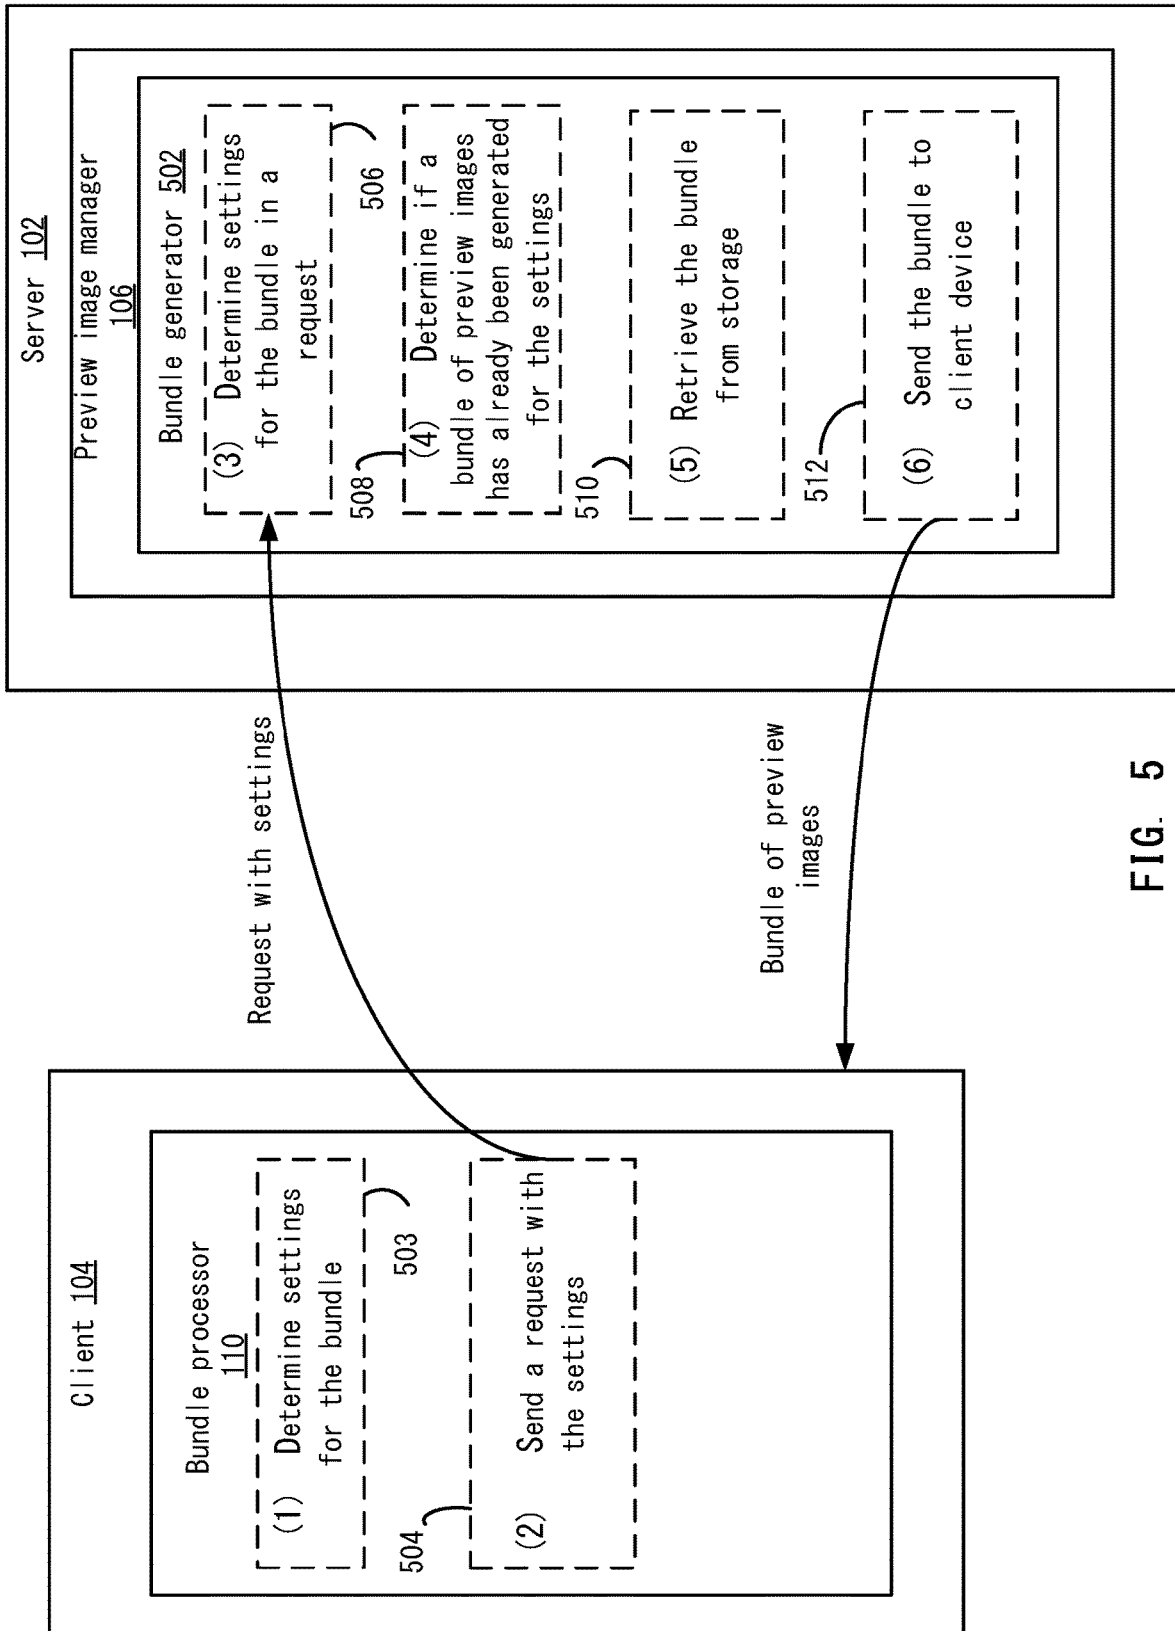 Client 104
Bundle processor
110
(1) Determine settings
for the bundle
503
504
(2) Send a request with
the settings
Request with settings
Bundle of preview
images
Server 102
Preview image manager
106
Bundle generator 502
(3) Determine settings
for the bundle in a
request
506
508
(4) Determine if a
bundle of preview images
has already been generated
for the settings
510
(5) Retrieve the bundle
from storage
512
(6) Send the bundle to
client device
FIG. 5